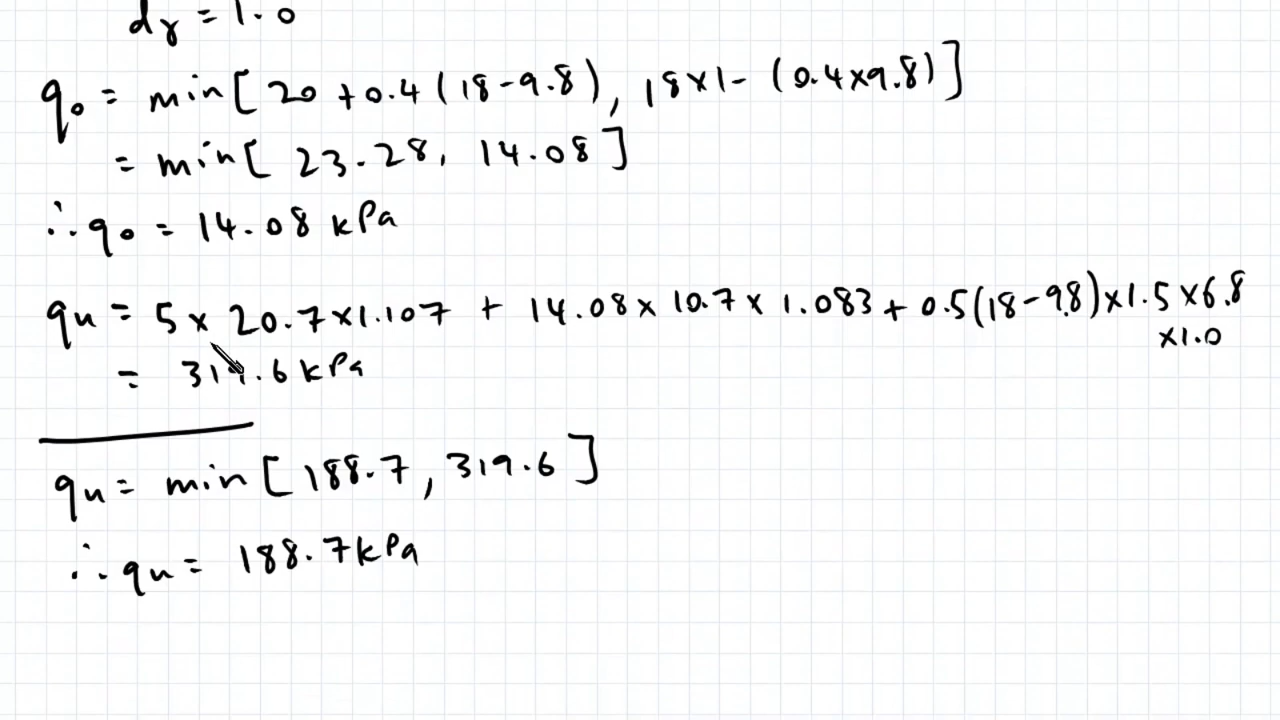 dγ = 1.0
q₀ = min[ 20 + 0.4 (18-9.8), 18×1 - (0.4×9.8) ]
= min[ 23.28, 14.08 ]
∴ q₀ = 14.08 kPa
qu = 5 × 20.7×1.107 + 14.08 × 10.7 × 1.083 + 0.5(18-9.8)×1.5×6.8
×1.0
= 319.6 kPa
qu = min [ 188.7, 319.6 ]
∴ qu = 188.7 kPa